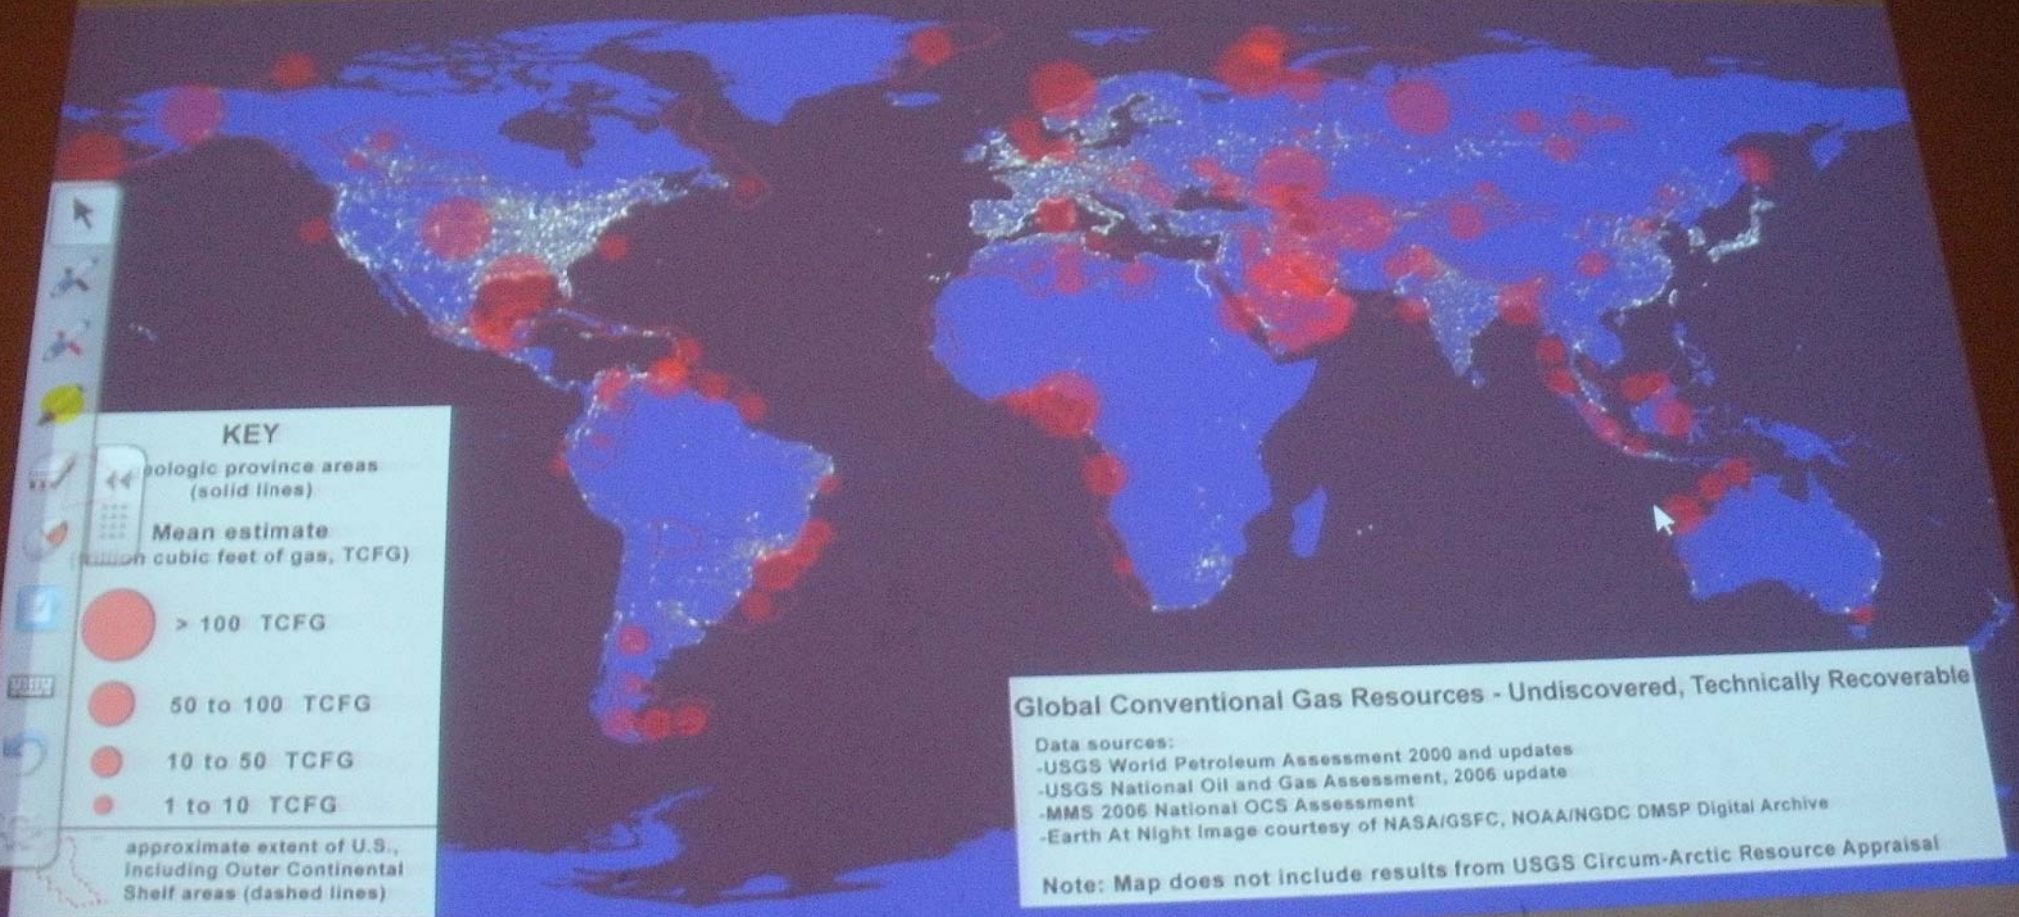 KEY
eologic province areas
(solid lines)
Mean estimate
cubic feet of gas, TCFG)
> 100 TCFG
50 to 100 TCFG
10 to 50 TCFG
1 to 10 TCFG
approximate extent of U.S.,
including Outer Continental
Shelf areas (dashed lines)
Global Conventional Gas Resources - Undiscovered, Technically Recoverable
Data sources:
-USGS World Petroleum Assessment 2000 and updates
-USGS National Oil and Gas Assessment, 2006 update
-MMS 2006 National OCS Assessment
-Earth At Night Image courtesy of NASA/GSFC, NOAA/NGDC DMSP Digital Archive
Note: Map does not include results from USGS Circum-Arctic Resource Appraisal